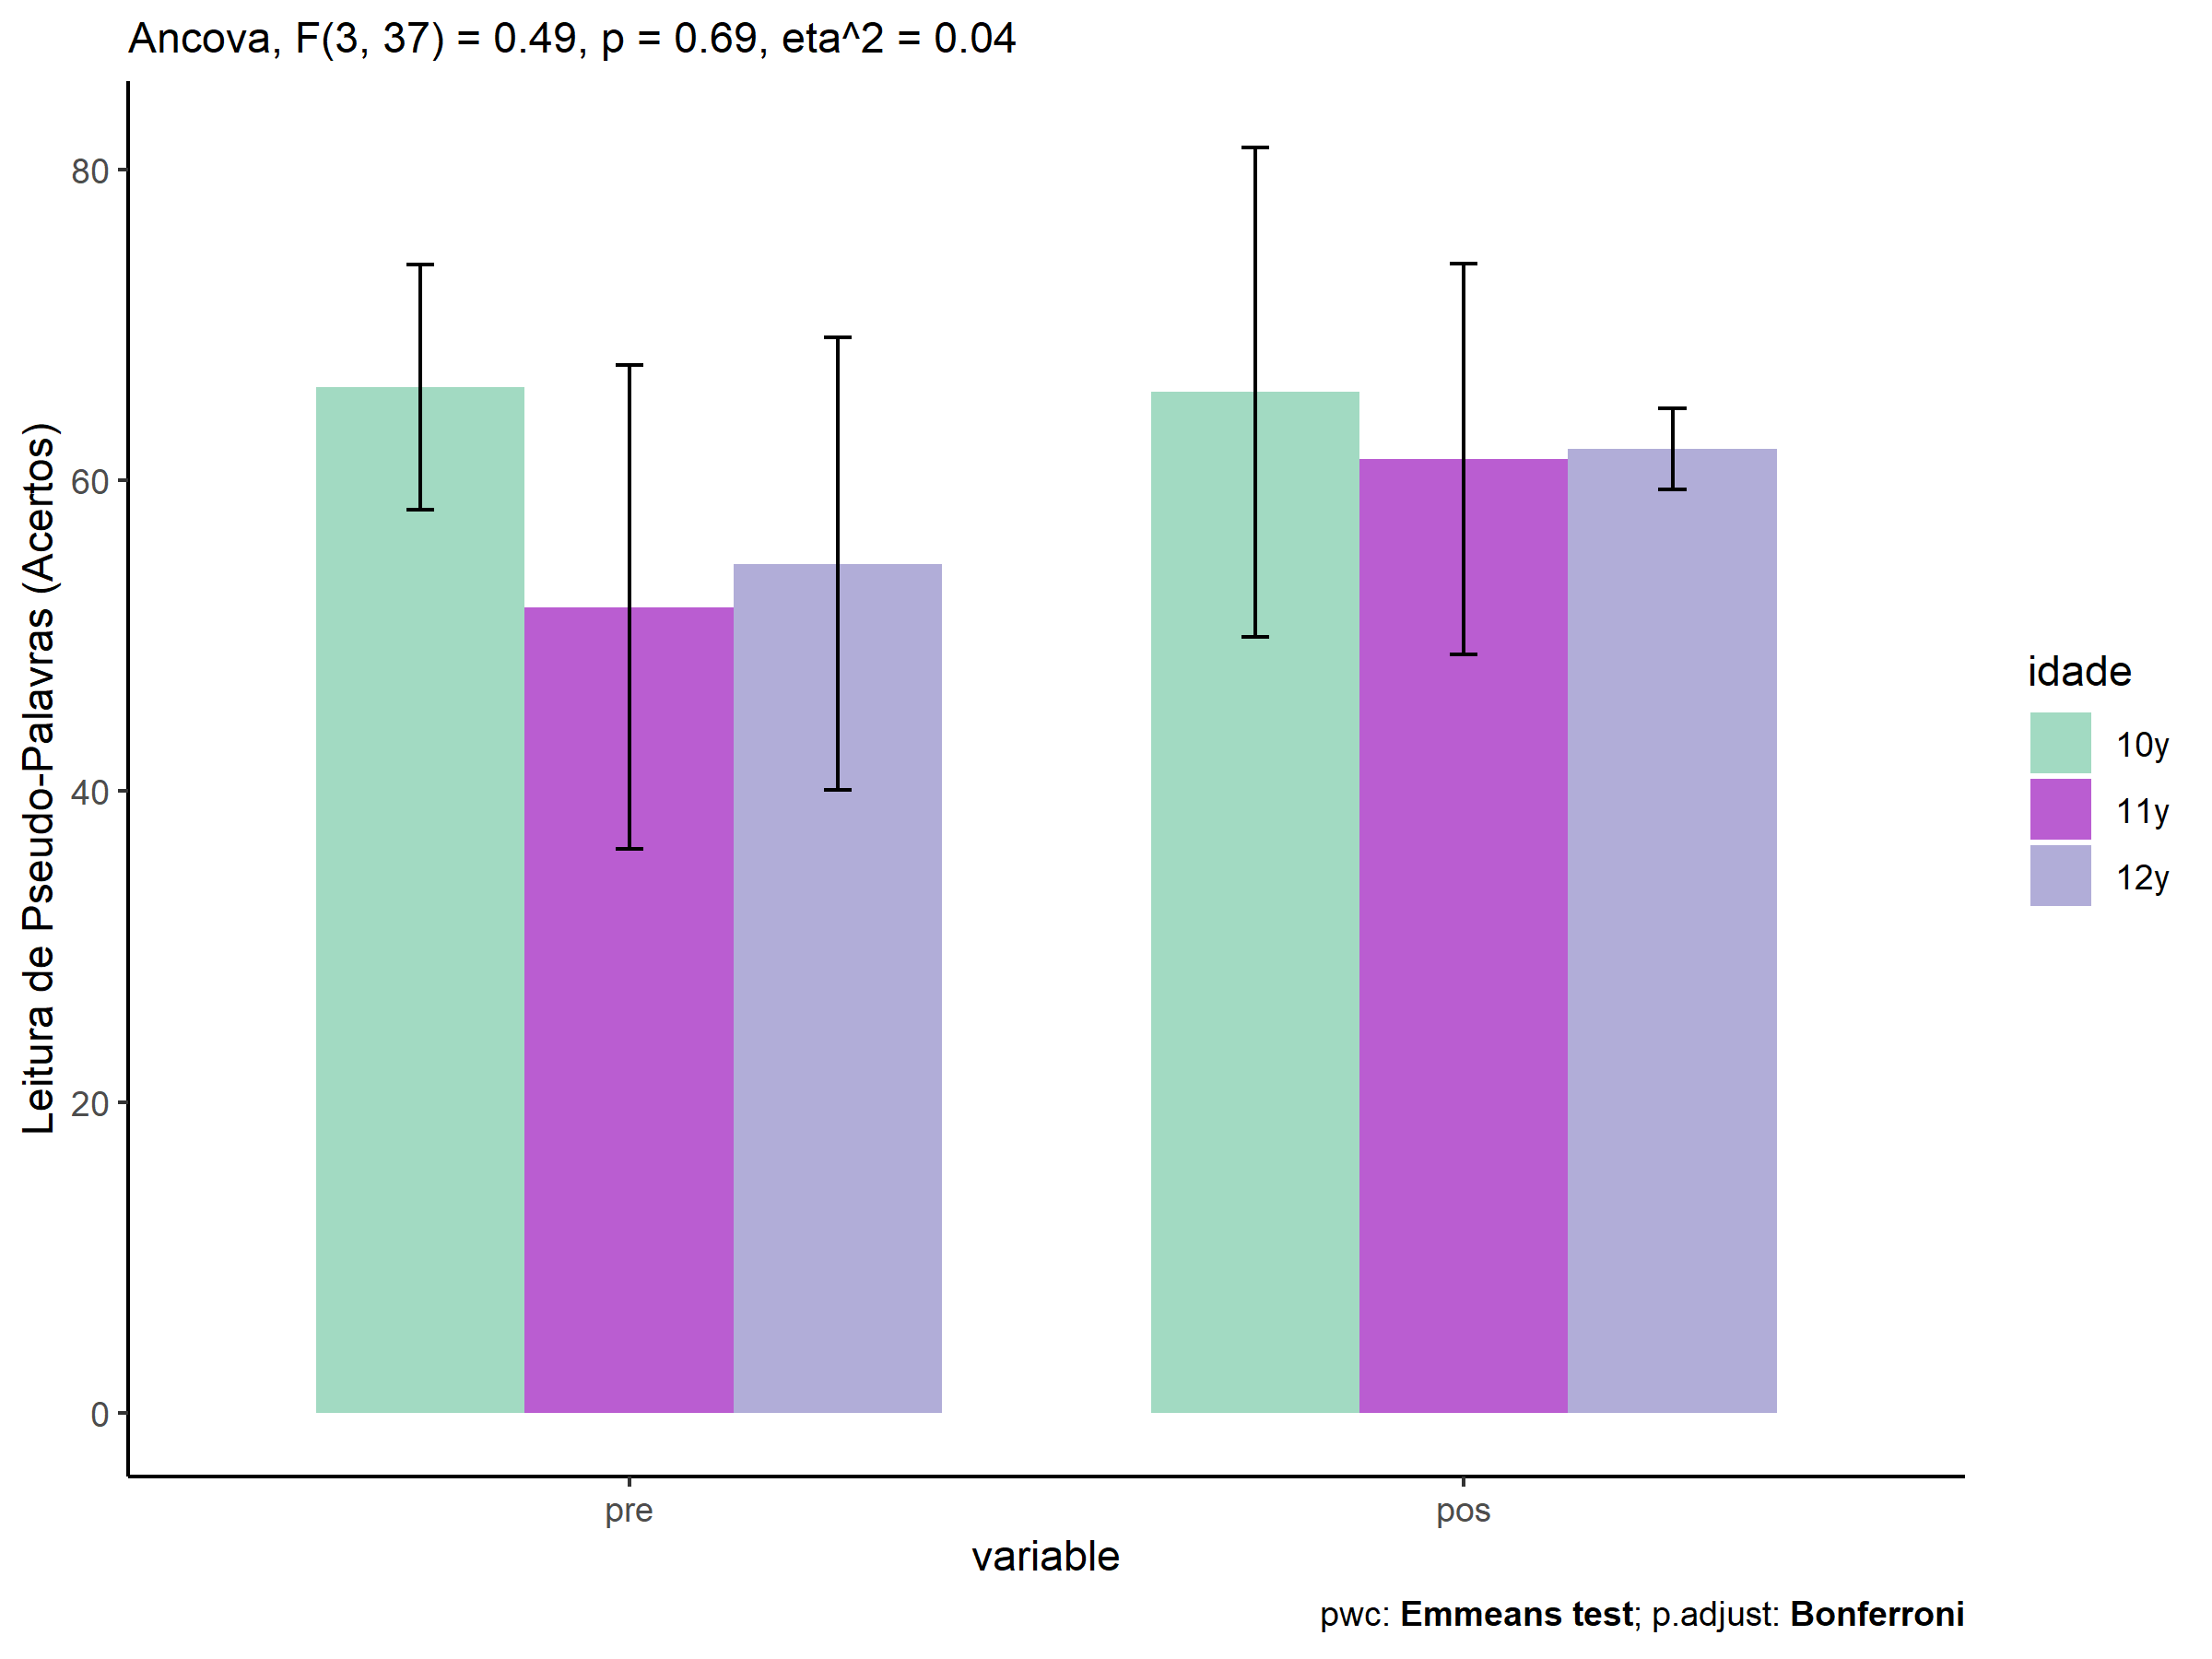 Ancova, F(3, 37) = 0.49, p = 0.69, eta^2 = 0.04
Leitura de Pseudo-Palavras (Acertos)
80
60
40
20
0
pre
pos
variable
idade
10y
11y
12y
pwc: Emmeans test; p.adjust: Bonferroni